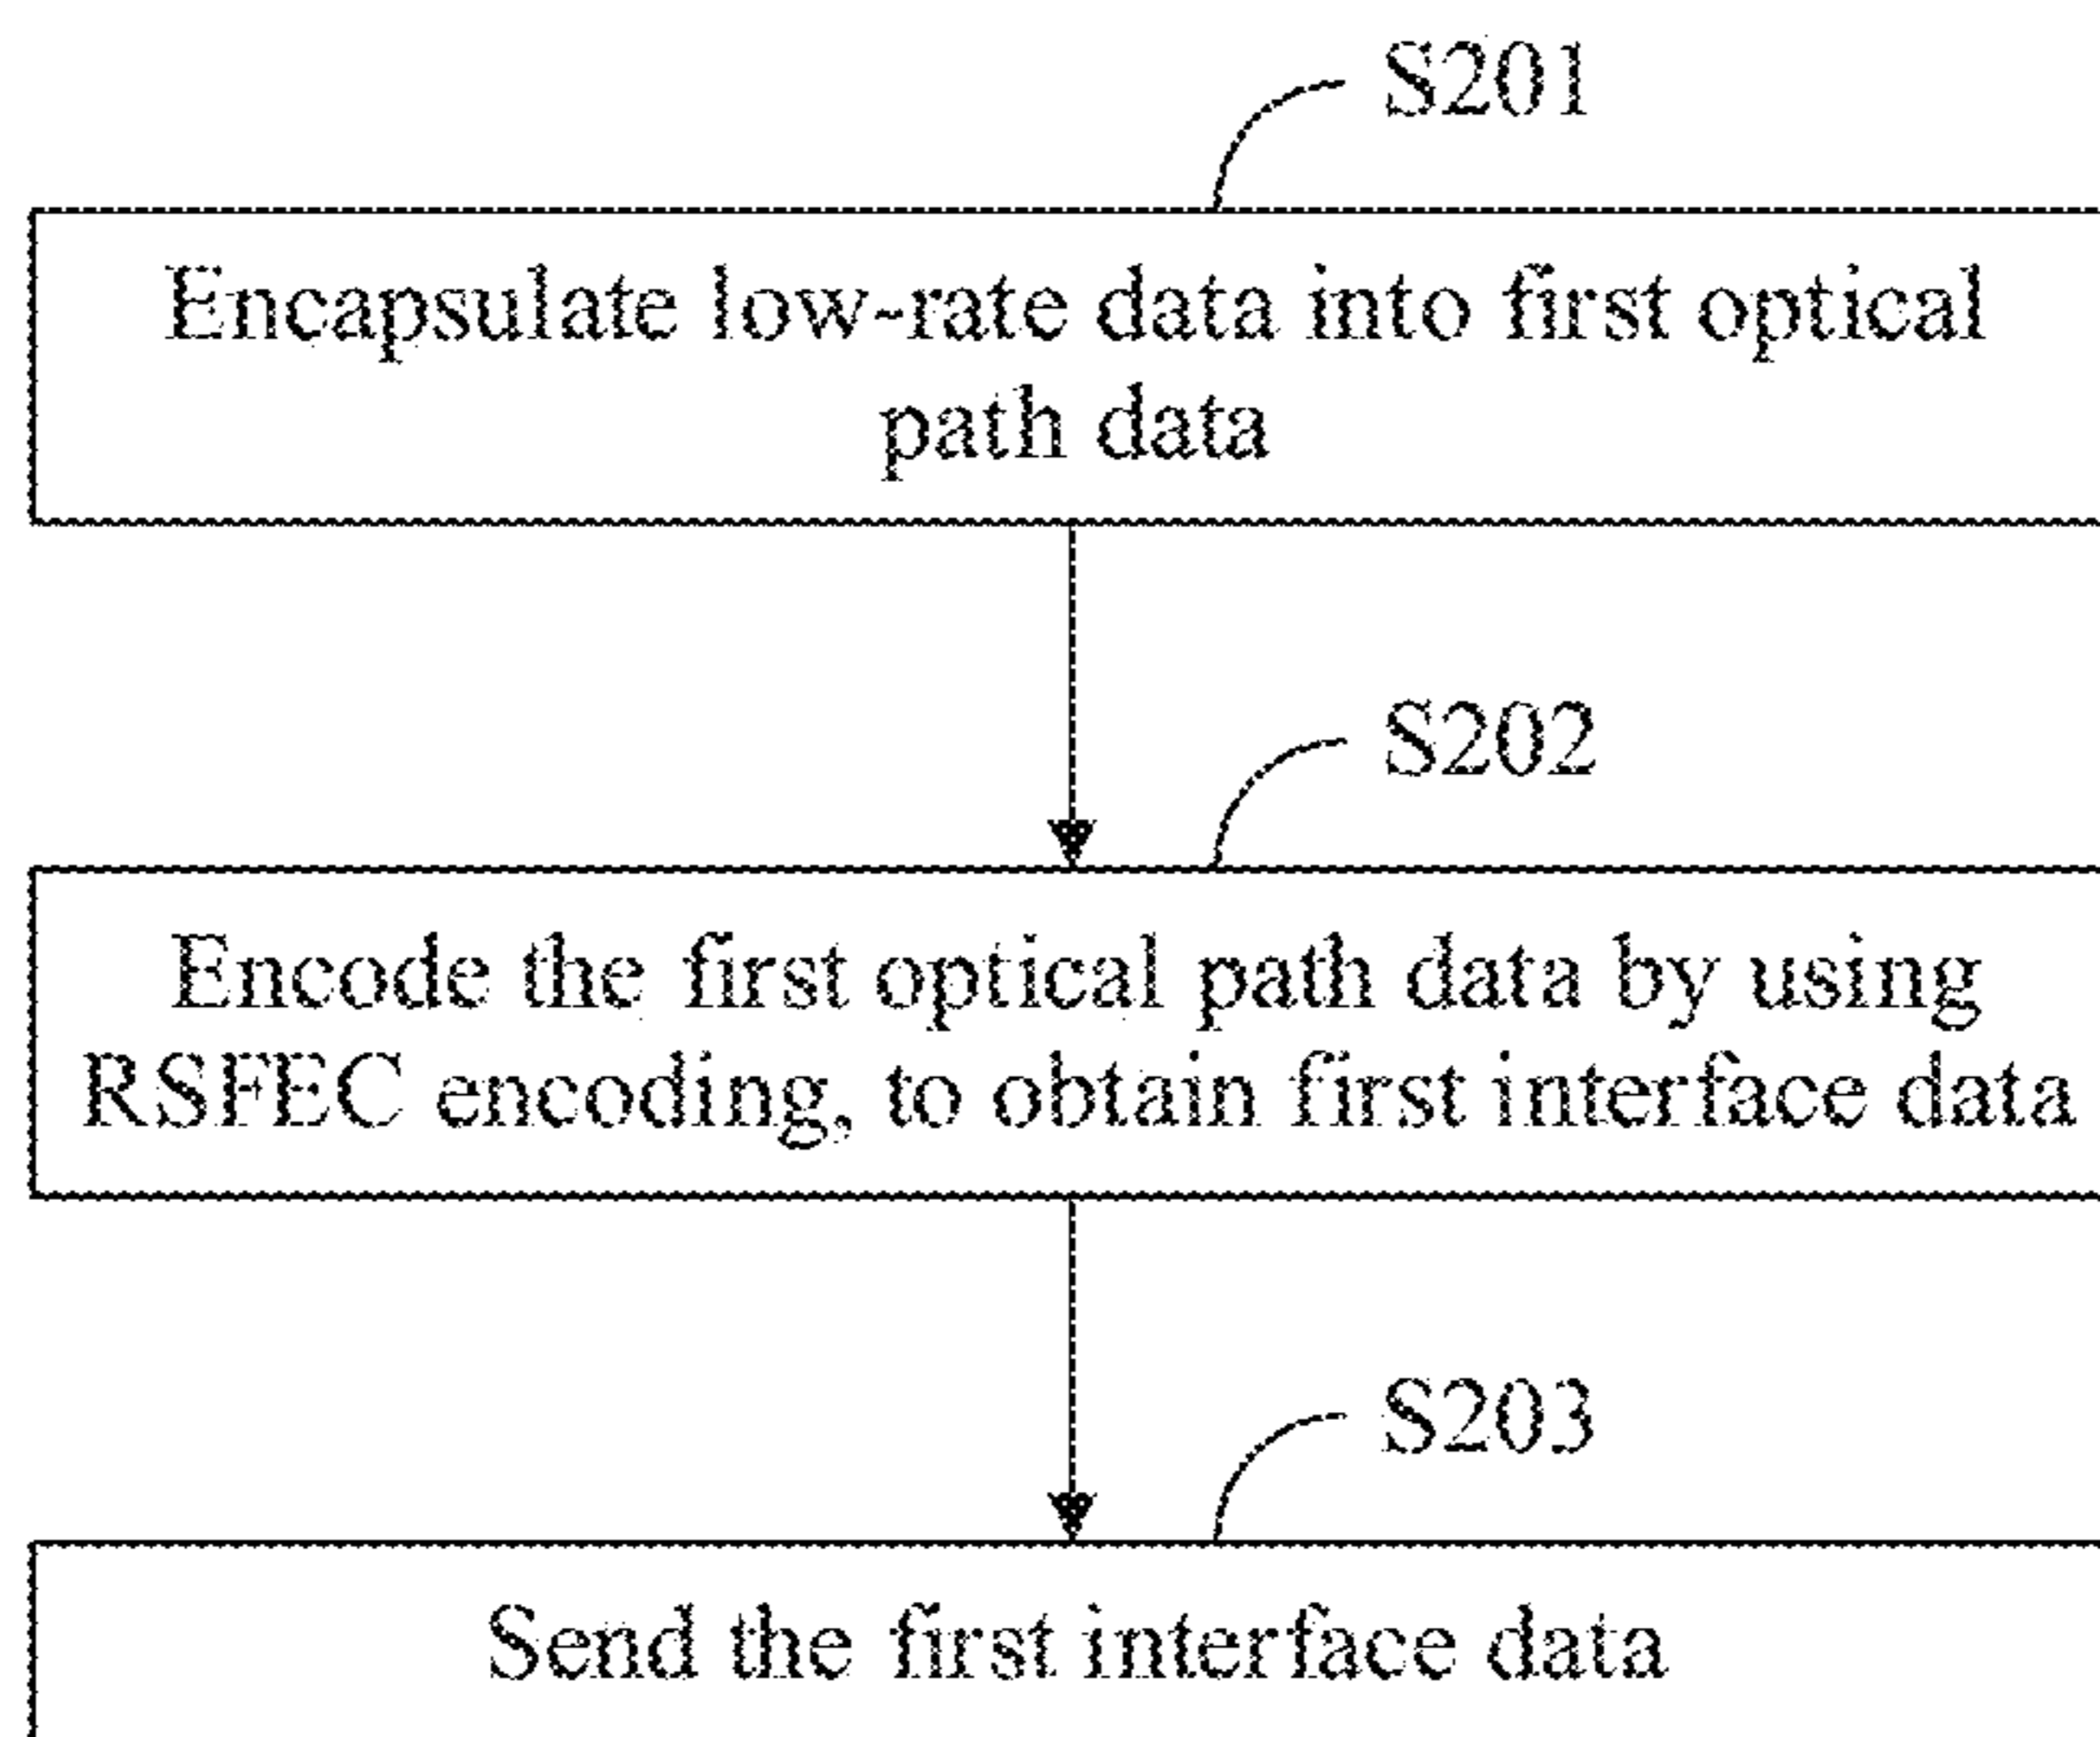 S201
Encapsulate low-rate data into first optical
path data
S202
Encode the first optical path data by using
RSFEC encoding, to obtain first interface data
S203
Send the first interface data